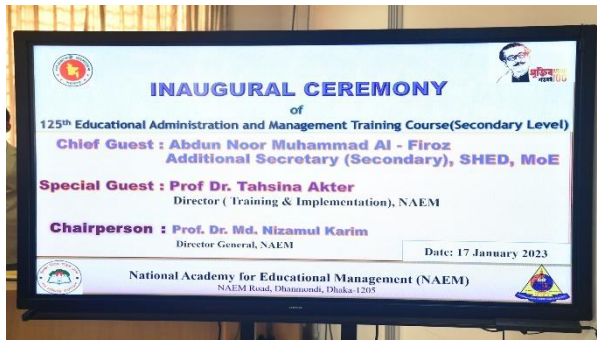 মুজিব
শতবর্ষ
100
INAUGURAL CEREMONY
of
125th Educational Administration and Management Training Course(Secondary Level)
Chief Guest : Abdun Noor Muhammad Al - Firoz
Additional Secretary (Secondary), SHED, MoE
Special Guest : Prof Dr. Tahsina Akter
Director ( Training & Implementation), NAEM
Chairperson : Prof. Dr. Md. Nizamul Karim
Director General, NAEM
Date: 17 January 2023
National Academy for Educational Management (NAEM)
NAEM Road, Dhanmondi, Dhaka-1205